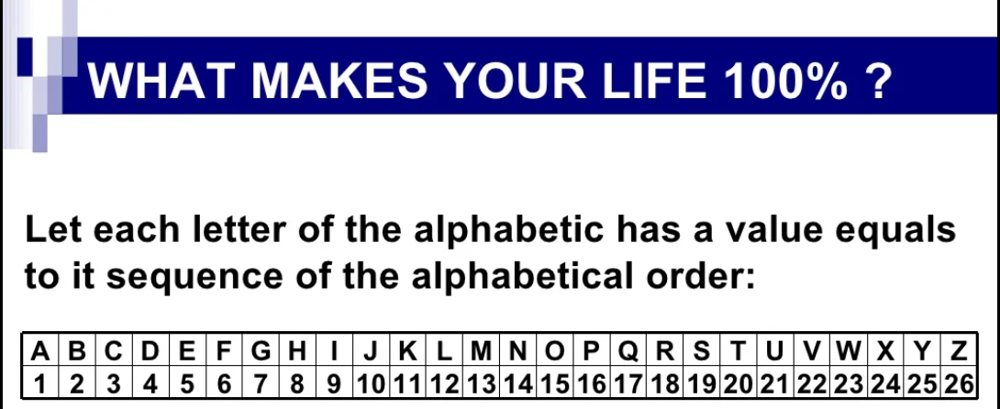 WHAT MAKES YOUR LIFE 100% ?
Let each letter of the alphabetic has a value equals
to it sequence of the alphabetical order:
A B C D E F G H I J K L M N O P Q R S T U V W X Y Z
1 2 3 4 5 6 7 8 9 10 11 12 13 14 15 16 17 18 19 20 21 22 23 24 25 26